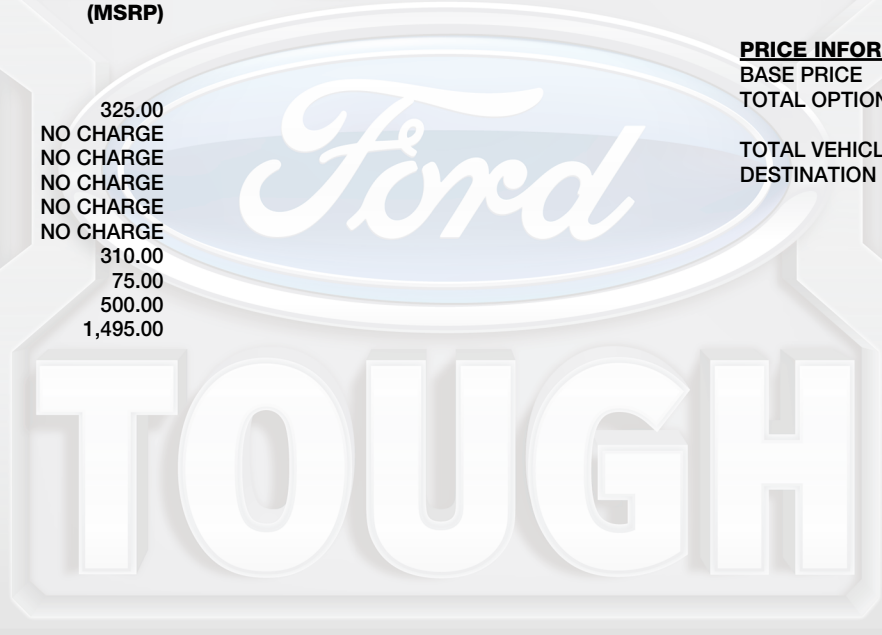 (MSRP)
325.00
NO CHARGE
NO CHARGE
NO CHARGE
NO CHARGE
NO CHARGE
310.00
75.00
500.00
1,495.00
PRICE INFOR
BASE PRICE
TOTAL OPTION
TOTAL VEHICL
DESTINATION
Ford
TOUGH